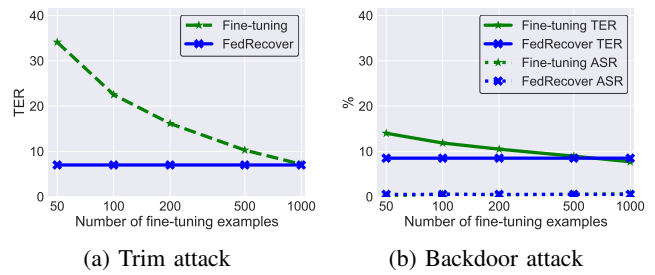 40
30
20
10
0
TER
50 100 200 500 1000
Number of fine-tuning examples
Fine-tuning
FedRecover
(a) Trim attack
40
30
20
10
0
%
50 100 200 500 1000
Number of fine-tuning examples
Fine-tuning TER
FedRecover TER
Fine-tuning ASR
FedRecover ASR
(b) Backdoor attack